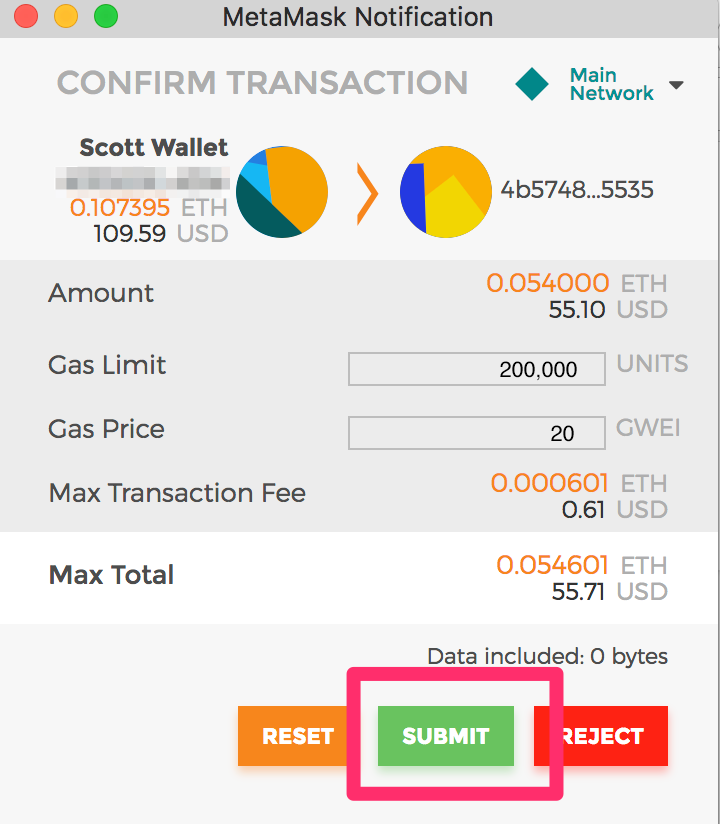 MetaMask Notification
CONFIRM TRANSACTION
Main
Network
Scott Wallet
0.107395 ETH
109.59 USD
4b5748...5535
Amount
0.054000 ETH
55.10 USD
Gas Limit
200,000 UNITS
Gas Price
20 GWEI
Max Transaction Fee
0.000601 ETH
0.61 USD
Max Total
0.054601 ETH
55.71 USD
Data included: 0 bytes
RESET SUBMIT REJECT